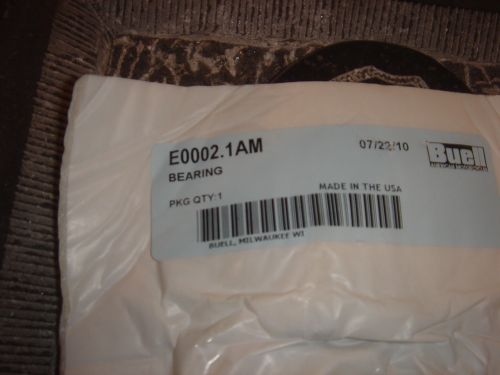 E0002.1AM
07/22/10
Buell
BEARING
PKG QTY:1
MADE IN THE USA
BUELL, MILWAUKEE WI